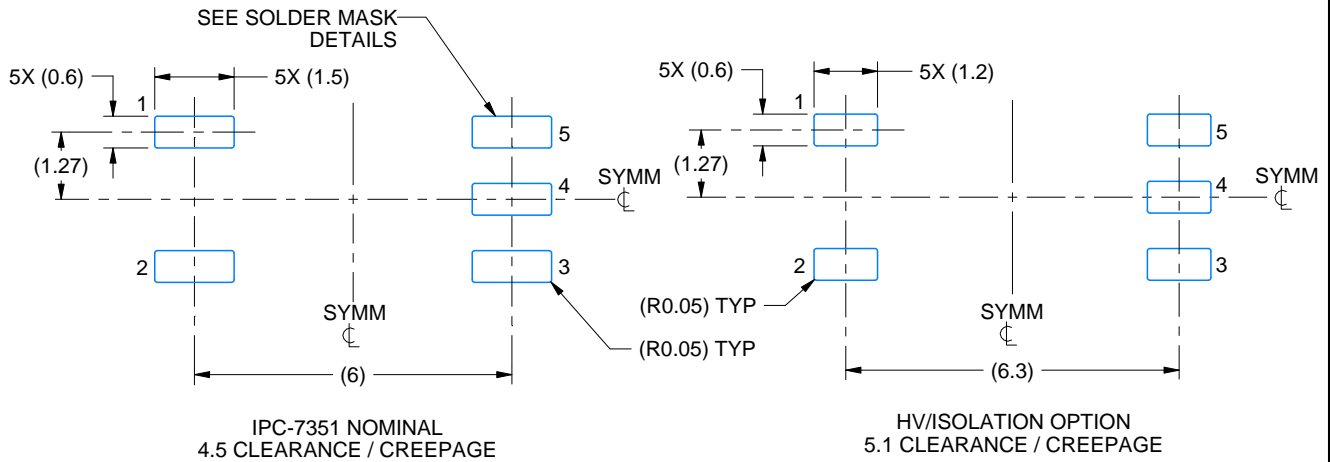 SEE SOLDER MASK
DETAILS
5X (0.6)
5X (1.5)
1
5
(1.27)
4
SYMM
℄
2
3
SYMM
℄
(R0.05) TYP
(6)
IPC-7351 NOMINAL
4.5 CLEARANCE / CREEPAGE
5X (0.6)
5X (1.2)
1
5
(1.27)
4
SYMM
℄
2
3
(R0.05) TYP
SYMM
℄
(6.3)
HV/ISOLATION OPTION
5.1 CLEARANCE / CREEPAGE